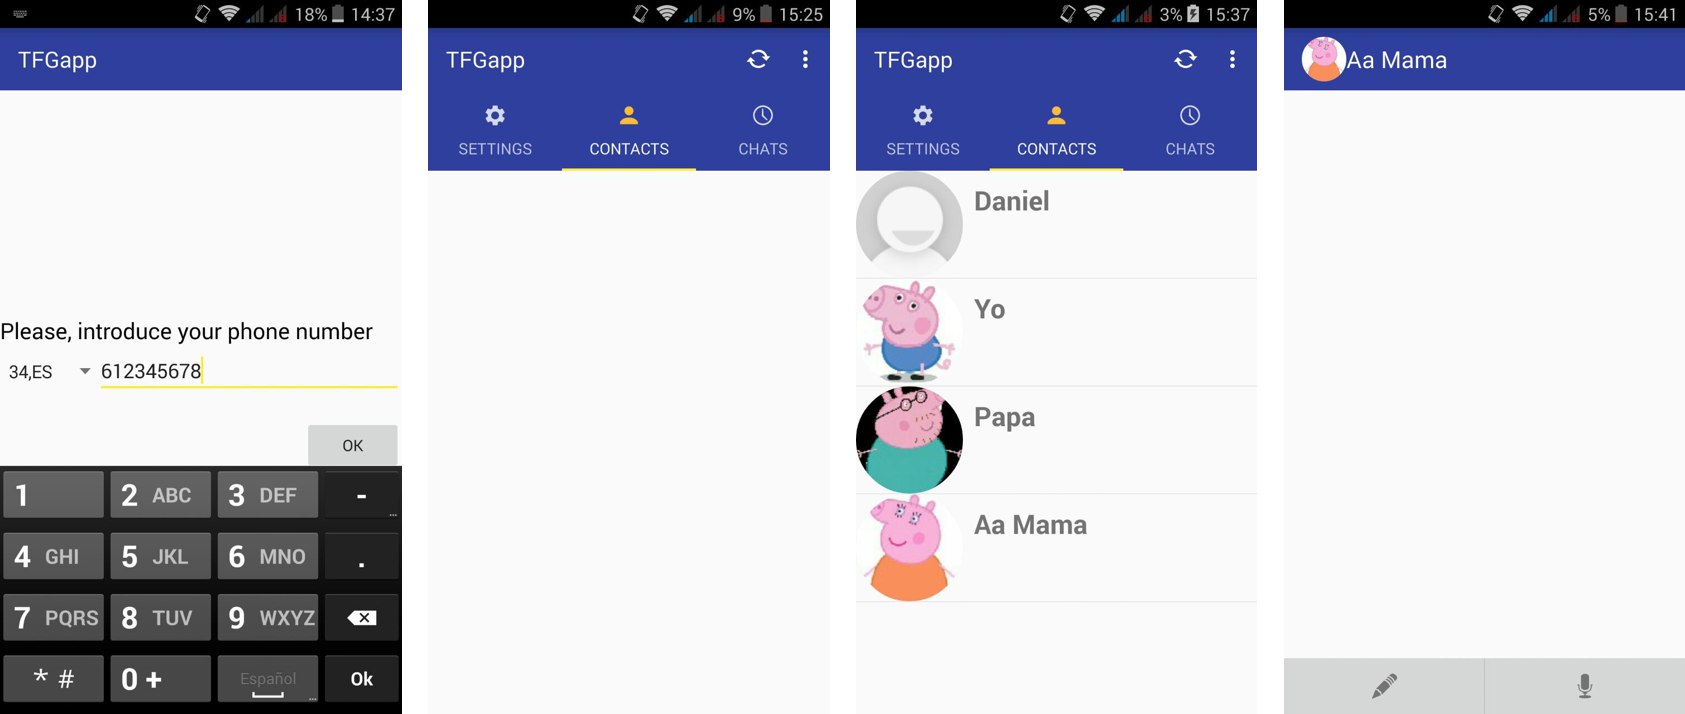 18% 14:37
TFGapp
Please, introduce your phone number
34,ES 612345678
OK
1 2 ABC 3 DEF -
4 GHI 5 JKL 6 MNO .
7 PQRS 8 TUV 9 WXYZ
* # 0 + Español Ok
9% 15:25
TFGapp
SETTINGS CONTACTS CHATS
3% 15:37
TFGapp
SETTINGS CONTACTS CHATS
Daniel
Yo
Papa
Aa Mama
5% 15:41
Aa Mama